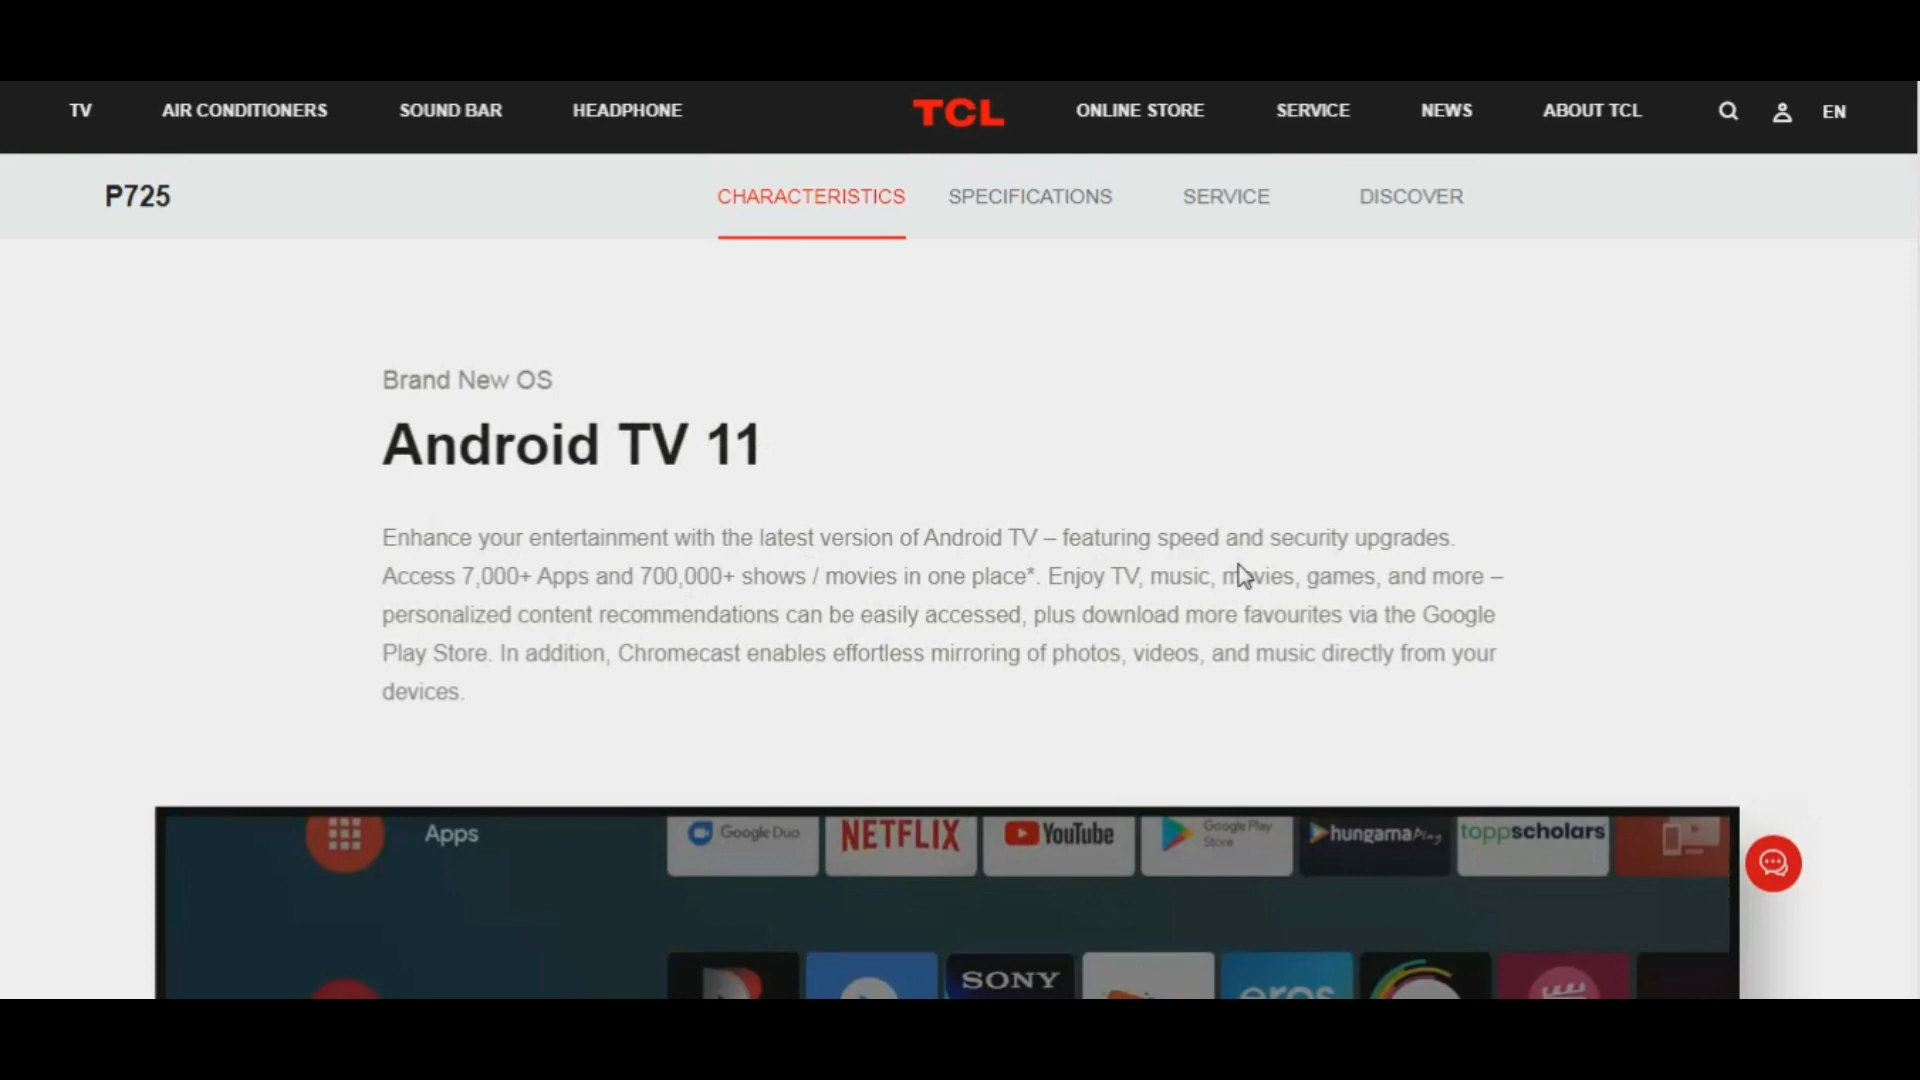 TV AIR CONDITIONERS SOUND BAR HEADPHONE TCL ONLINE STORE SERVICE NEWS ABOUT TCL EN
P725 CHARACTERISTICS SPECIFICATIONS SERVICE DISCOVER
Brand New OS
Android TV 11
Enhance your entertainment with the latest version of Android TV – featuring speed and security upgrades.
Access 7,000+ Apps and 700,000+ shows / movies in one place*. Enjoy TV, music, movies, games, and more –
personalized content recommendations can be easily accessed, plus download more favourites via the Google
Play Store. In addition, Chromecast enables effortless mirroring of photos, videos, and music directly from your
devices.
Apps Google Duo NETFLIX YouTube Google Play Store hungama Play toppscholars
SONY eros